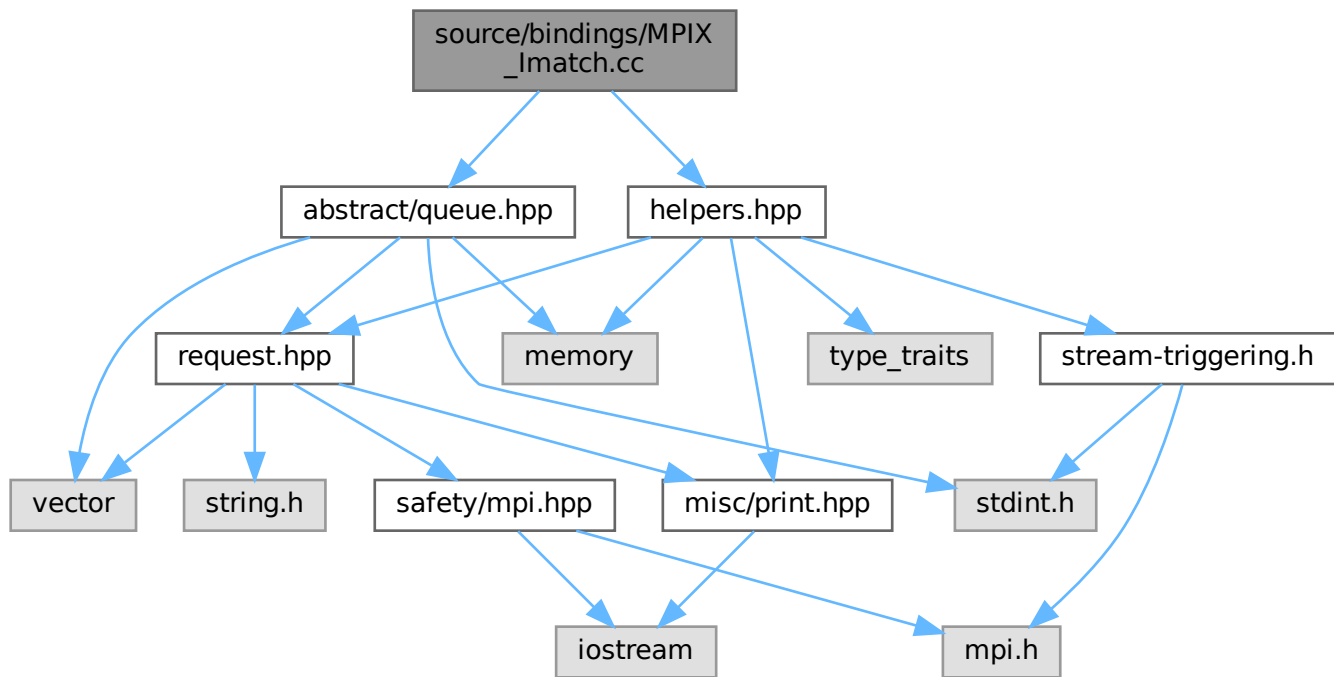 source/bindings/MPIX
_Imatch.cc
abstract/queue.hpp
helpers.hpp
request.hpp
memory
type_traits
stream-triggering.h
vector
string.h
safety/mpi.hpp
misc/print.hpp
stdint.h
iostream
mpi.h